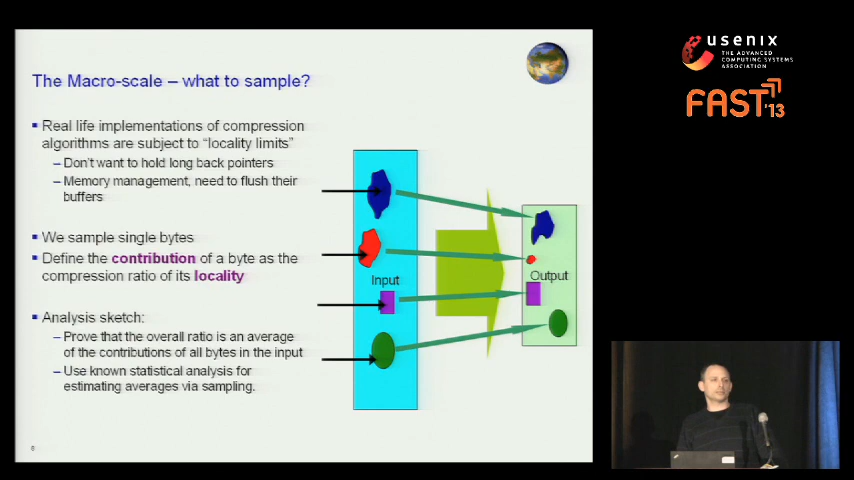 The Macro-scale – what to sample?
Real life implementations of compression
algorithms are subject to "locality limits"
– Don't want to hold long back pointers
– Memory management, need to flush their
buffers
We sample single bytes
Define the contribution of a byte as the
compression ratio of its locality
Analysis sketch:
– Prove that the overall ratio is an average
of the contributions of all bytes in the input
– Use known statistical analysis for
estimating averages via sampling.
Input
Output
usenix
THE ADVANCED
COMPUTING SYSTEMS
ASSOCIATION
FAST'13